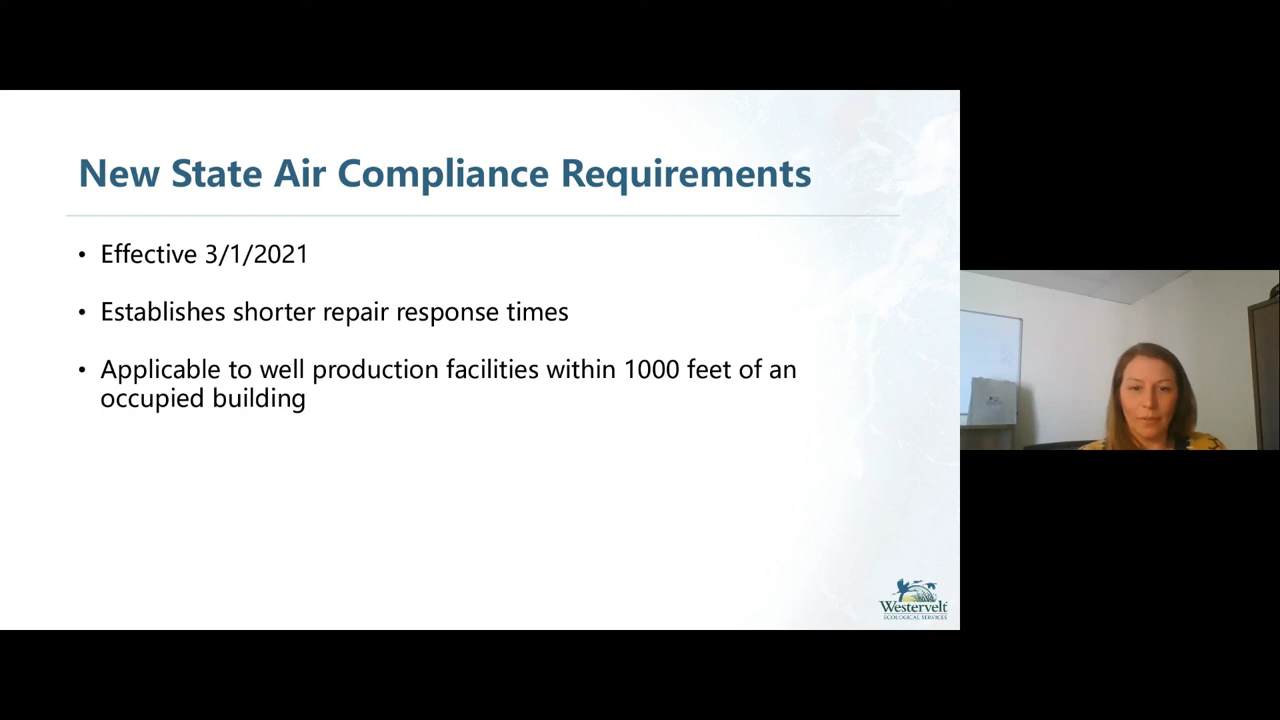 New State Air Compliance Requirements
• Effective 3/1/2021
• Establishes shorter repair response times
• Applicable to well production facilities within 1000 feet of an
occupied building
Westervelt
ECOLOGICAL SERVICES